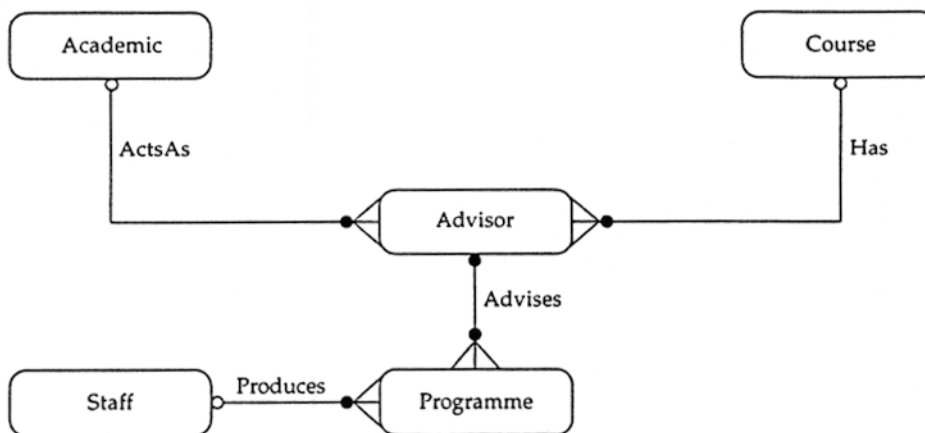 Academic
Course
ActsAs
Has
Advisor
Advises
Produces
Staff
Programme